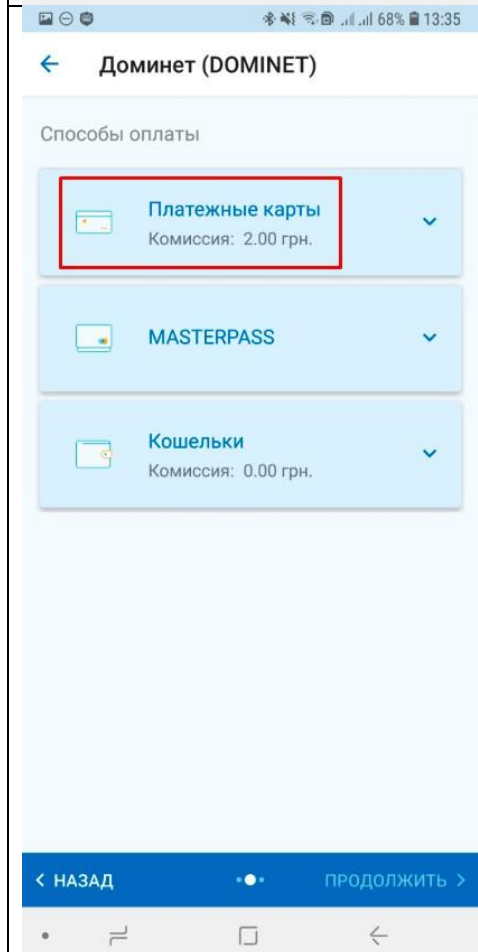 68% 13:35
Доминет (DOMINET)
Способы оплаты
Платежные карты
Комиссия: 2.00 грн.
MASTERPASS
Кошельки
Комиссия: 0.00 грн.
< НАЗАД ПРОДОЛЖИТЬ >